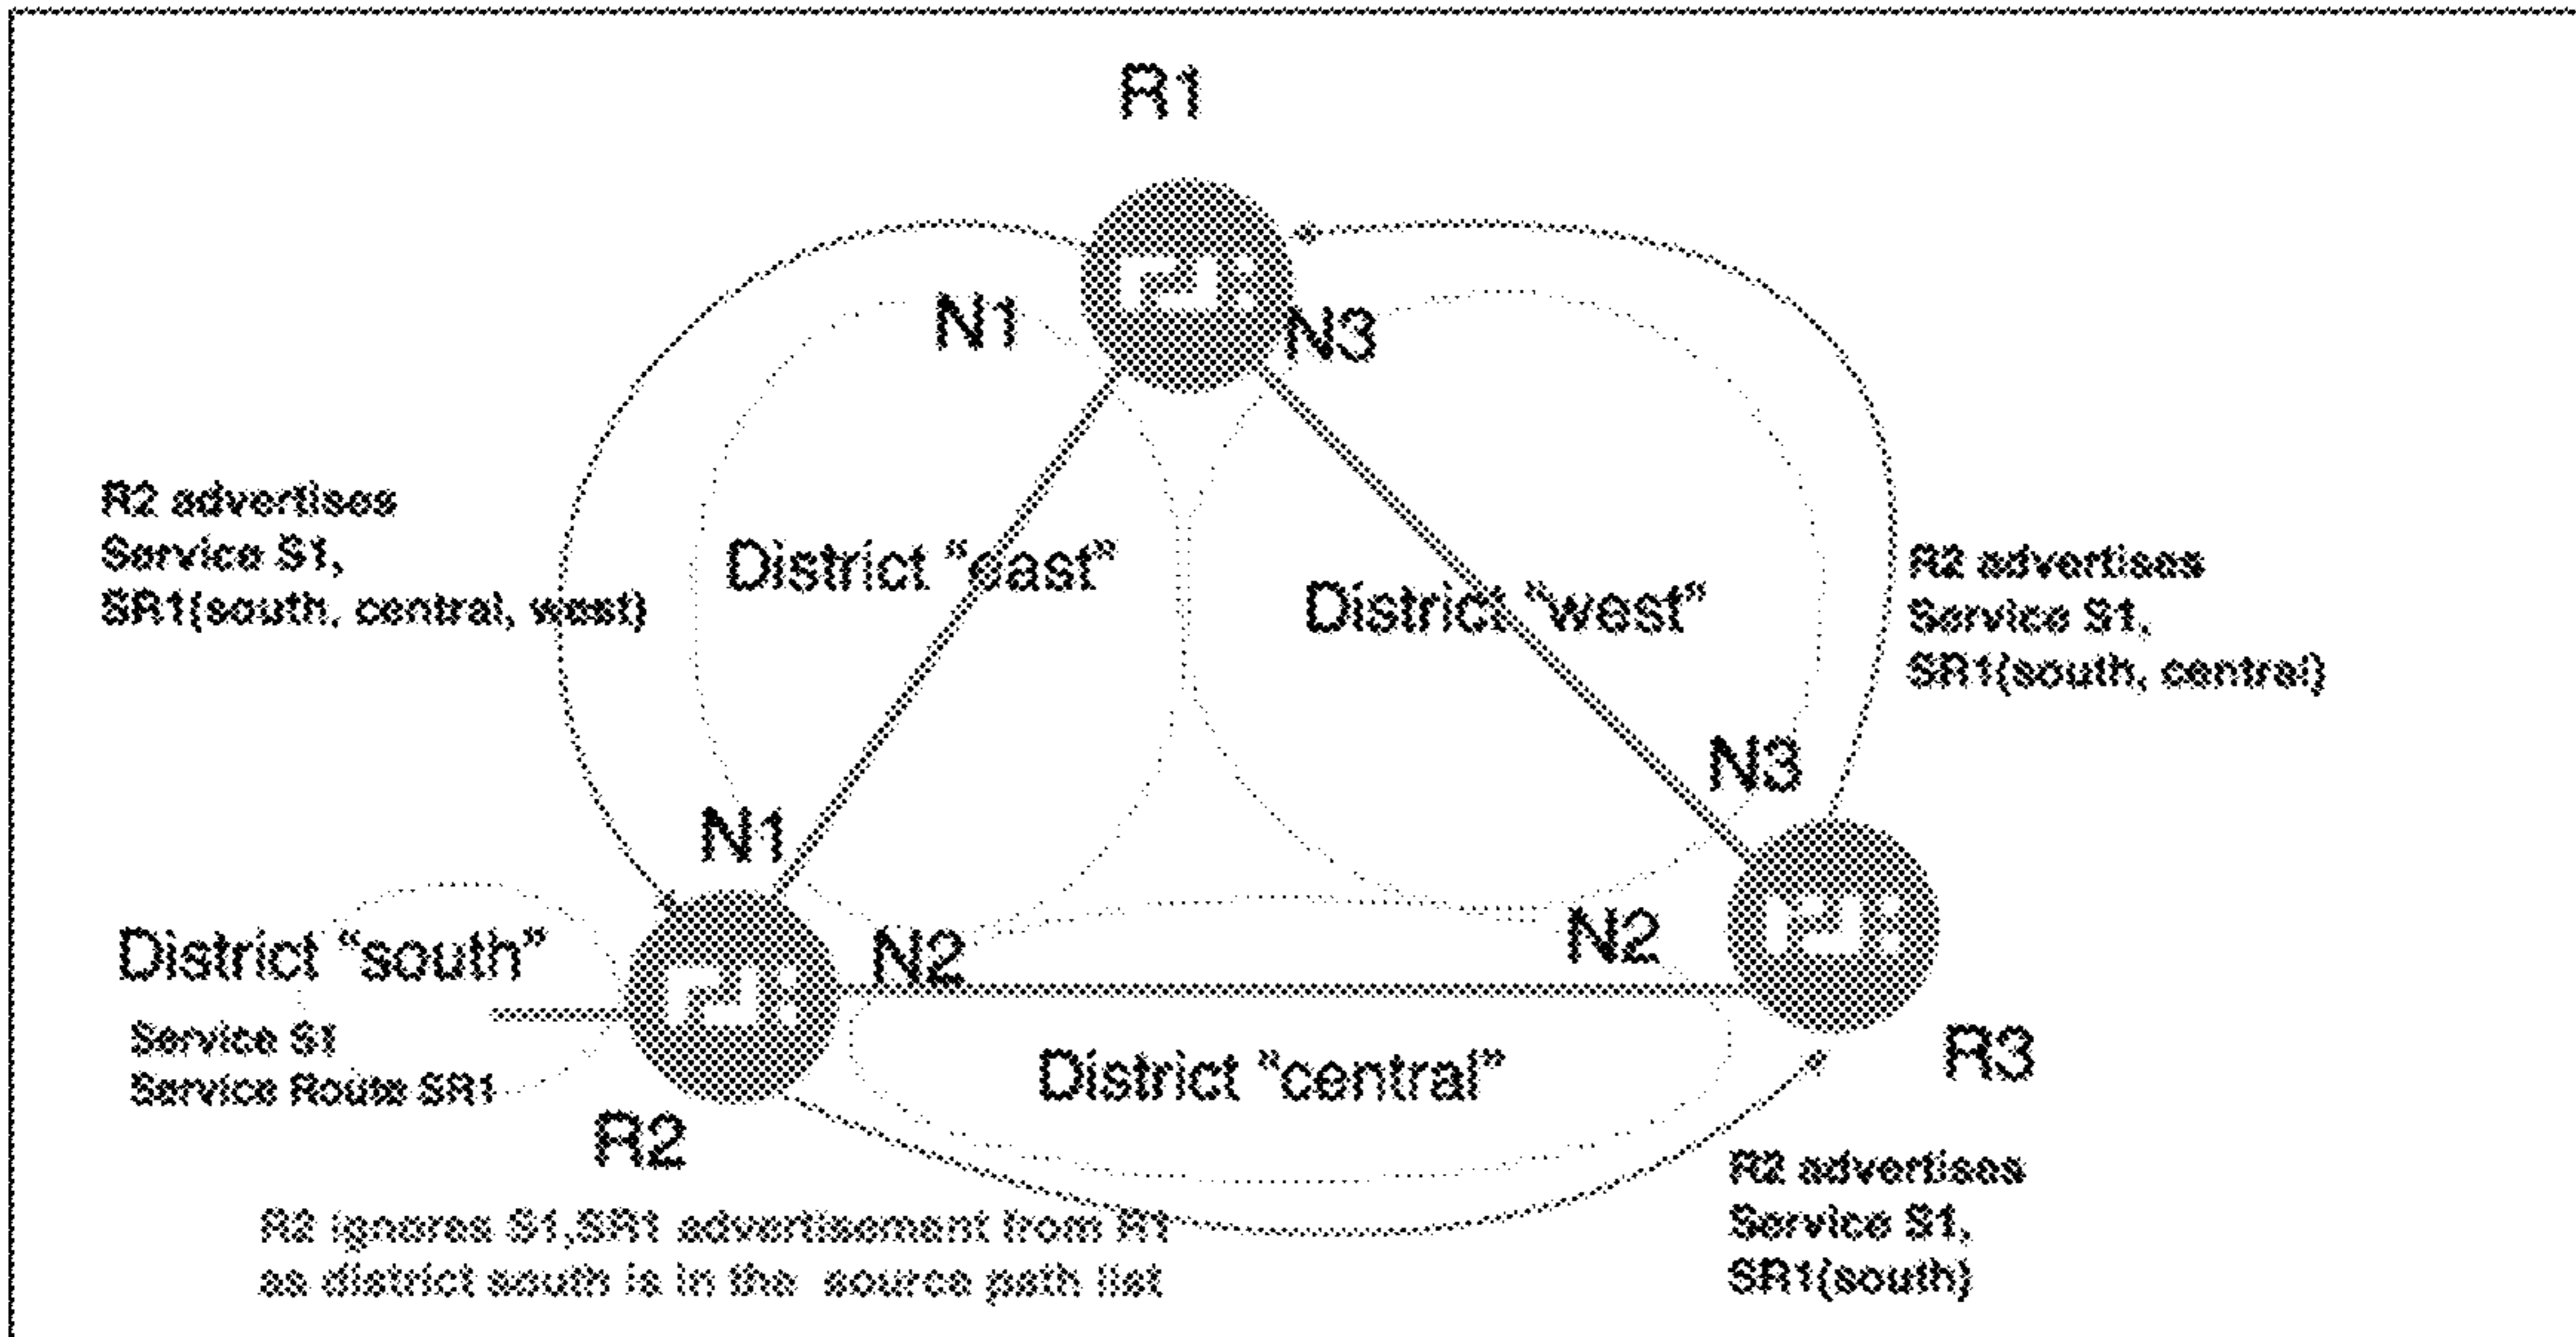 R1
N1
N3
R2 advertises
Service S1,
SR1(south, central, west)
District "east"
District "west"
R2 advertises
Service S1,
SR1(south, central)
N3
N1
N2
N2
District "south"
Service S1
Service Route SR1
District "central"
R3
R2
R2 advertises
Service S1,
SR1(south)
R2 ignores S1,SR1 advertisement from R1
as district south is in the source path list